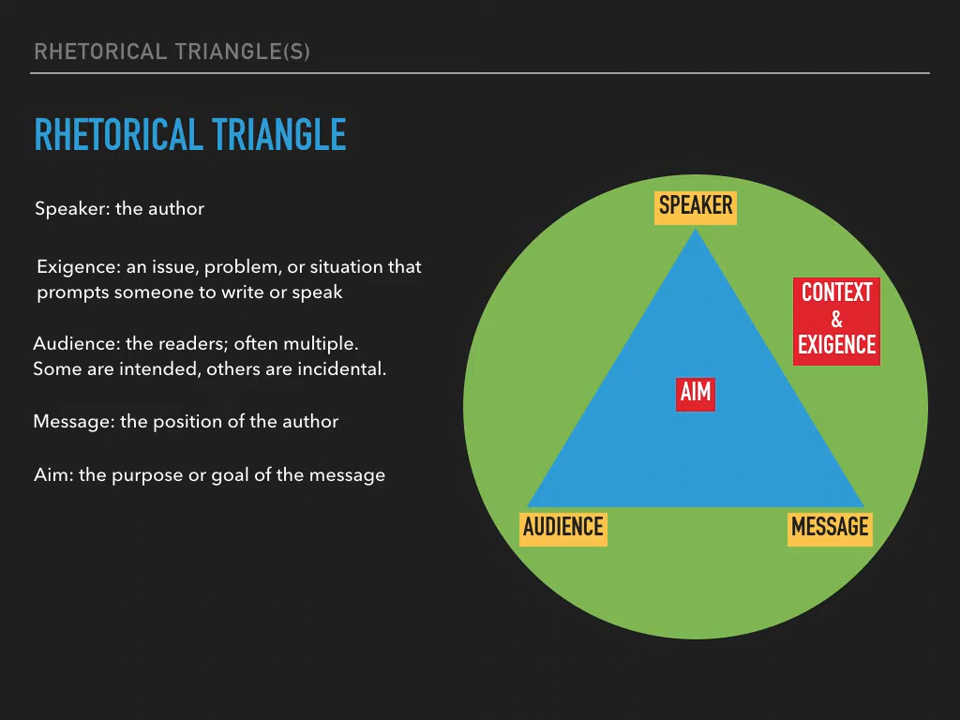 RHETORICAL TRIANGLE(S)
RHETORICAL TRIANGLE
Speaker: the author
Exigence: an issue, problem, or situation that
prompts someone to write or speak
Audience: the readers; often multiple.
Some are intended, others are incidental.
Message: the position of the author
Aim: the purpose or goal of the message
SPEAKER
CONTEXT
&
EXIGENCE
AIM
AUDIENCE
MESSAGE